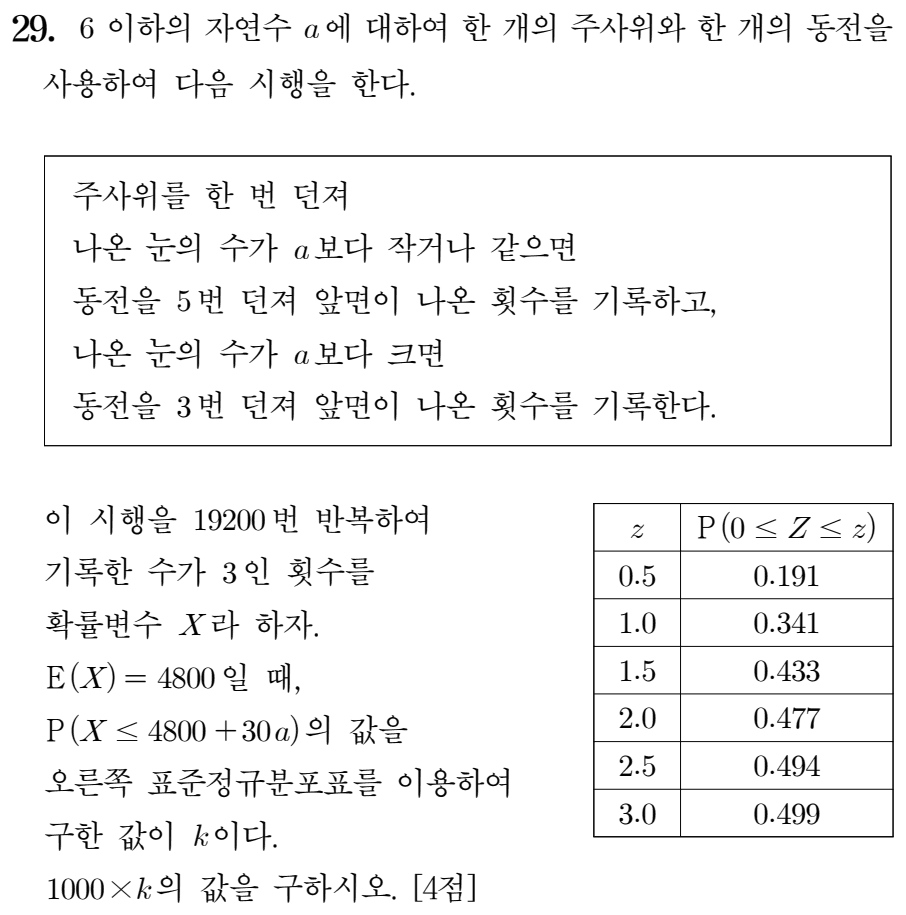 29. 6 이하의 자연수 a에 대하여 한 개의 주사위와 한 개의 동전을
사용하여 다음 시행을 한다.
주사위를 한 번 던져
나온 눈의 수가 a보다 작거나 같으면
동전을 5번 던져 앞면이 나온 횟수를 기록하고,
나온 눈의 수가 a보다 크면
동전을 3번 던져 앞면이 나온 횟수를 기록한다.
이 시행을 19200번 반복하여
기록한 수가 3인 횟수를
확률변수 X라 하자.
E(X) = 4800일 때,
P(X ≤ 4800 + 30a)의 값을
오른쪽 표준정규분포표를 이용하여
구한 값이 k이다.
1000×k의 값을 구하시오. [4점]
z P(0 ≤ Z ≤ z)
0.5 0.191
1.0 0.341
1.5 0.433
2.0 0.477
2.5 0.494
3.0 0.499